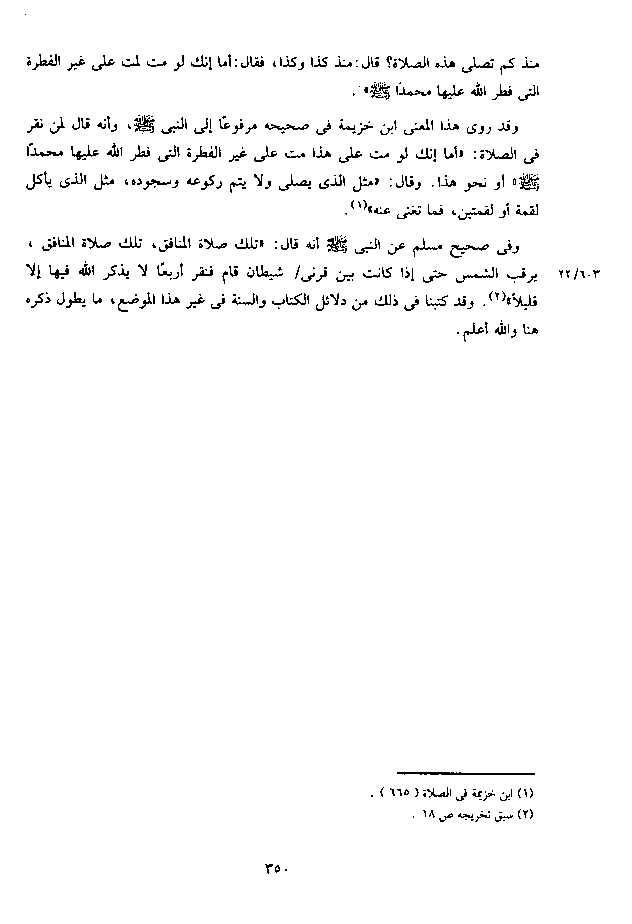 منذ كم تصلى هذه الصلاة؟ قال: منذ كذا وكذا، فقال: أما إنك لو مت لمت على غير الفطرة
التى فطر الله عليها محمدًا ﷺ» .
وقد روى هذا المعنى ابن خزيمة فى صحيحه مرفوعًا إلى النبى ﷺ، وأنه قال لمن نقر
فى الصلاة: «أما إنك لو مت على هذا مت على غير الفطرة التى فطر الله عليها محمدًا
ﷺ» أو نحو هذا. وقال: «مثل الذى يصلى ولا يتم ركوعه وسجوده، مثل الذى يأكل
لقمة أو لقمتين، فما تغنى عنه»(١).
وفى صحيح مسلم عن النبى ﷺ أنه قال: «تلك صلاة المنافق، تلك صلاة المنافق ،
٢٢/٦٠٣ يرقب الشمس حتى إذا كانت بين قرنى/ شيطان قام فنقر أربعًا لا يذكر الله فيها إلا
قليلاً»(٢). وقد كتبنا فى ذلك من دلائل الكتاب والسنة فى غير هذا الموضع، ما يطول ذكره
هنا والله أعلم.
(١) ابن خزيمة فى الصلاة ( ٦٦٥ ) .
(٢) سبق تخريجه ص ١٨ .
٣٥٠